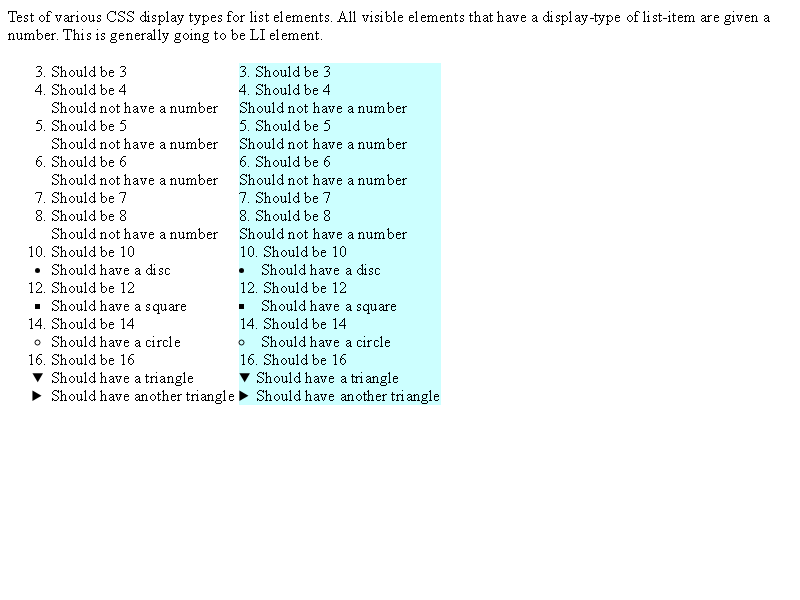 Test of various CSS display types for list elements. All visible elements that have a display-type of list-item are given a
number. This is generally going to be LI element.
3. Should be 3
4. Should be 4
Should not have a number
5. Should be 5
Should not have a number
6. Should be 6
Should not have a number
7. Should be 7
8. Should be 8
Should not have a number
10. Should be 10
• Should have a disc
12. Should be 12
▪ Should have a square
14. Should be 14
◦ Should have a circle
16. Should be 16
▼ Should have a triangle
▶ Should have another triangle
3. Should be 3
4. Should be 4
Should not have a number
5. Should be 5
Should not have a number
6. Should be 6
Should not have a number
7. Should be 7
8. Should be 8
Should not have a number
10. Should be 10
• Should have a disc
12. Should be 12
▪ Should have a square
14. Should be 14
◦ Should have a circle
16. Should be 16
▼ Should have a triangle
▶ Should have another triangle